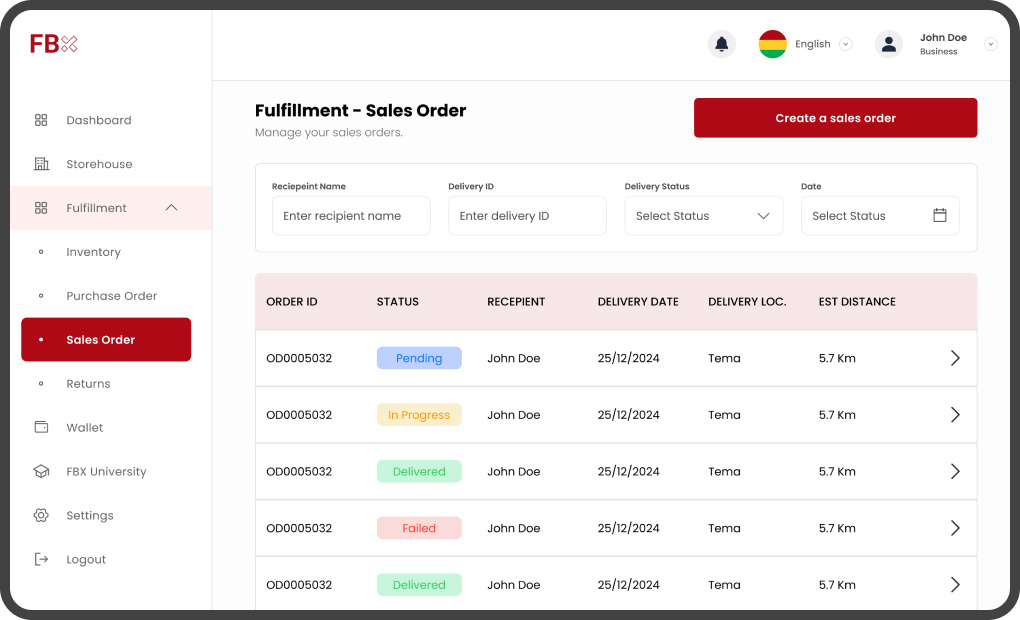 FBX
English
John Doe
Business
Dashboard
Storehouse
Fulfillment
Inventory
Purchase Order
Sales Order
Returns
Wallet
FBX University
Settings
Logout
Fulfillment - Sales Order
Manage your sales orders.
Create a sales order
Reciepeint Name Delivery ID Delivery Status Date
Enter recipient name Enter delivery ID Select Status Select Status
ORDER ID STATUS RECEPIENT DELIVERY DATE DELIVERY LOC. EST DISTANCE
OD0005032 Pending John Doe 25/12/2024 Tema 5.7 Km
OD0005032 In Progress John Doe 25/12/2024 Tema 5.7 Km
OD0005032 Delivered John Doe 25/12/2024 Tema 5.7 Km
OD0005032 Failed John Doe 25/12/2024 Tema 5.7 Km
OD0005032 Delivered John Doe 25/12/2024 Tema 5.7 Km